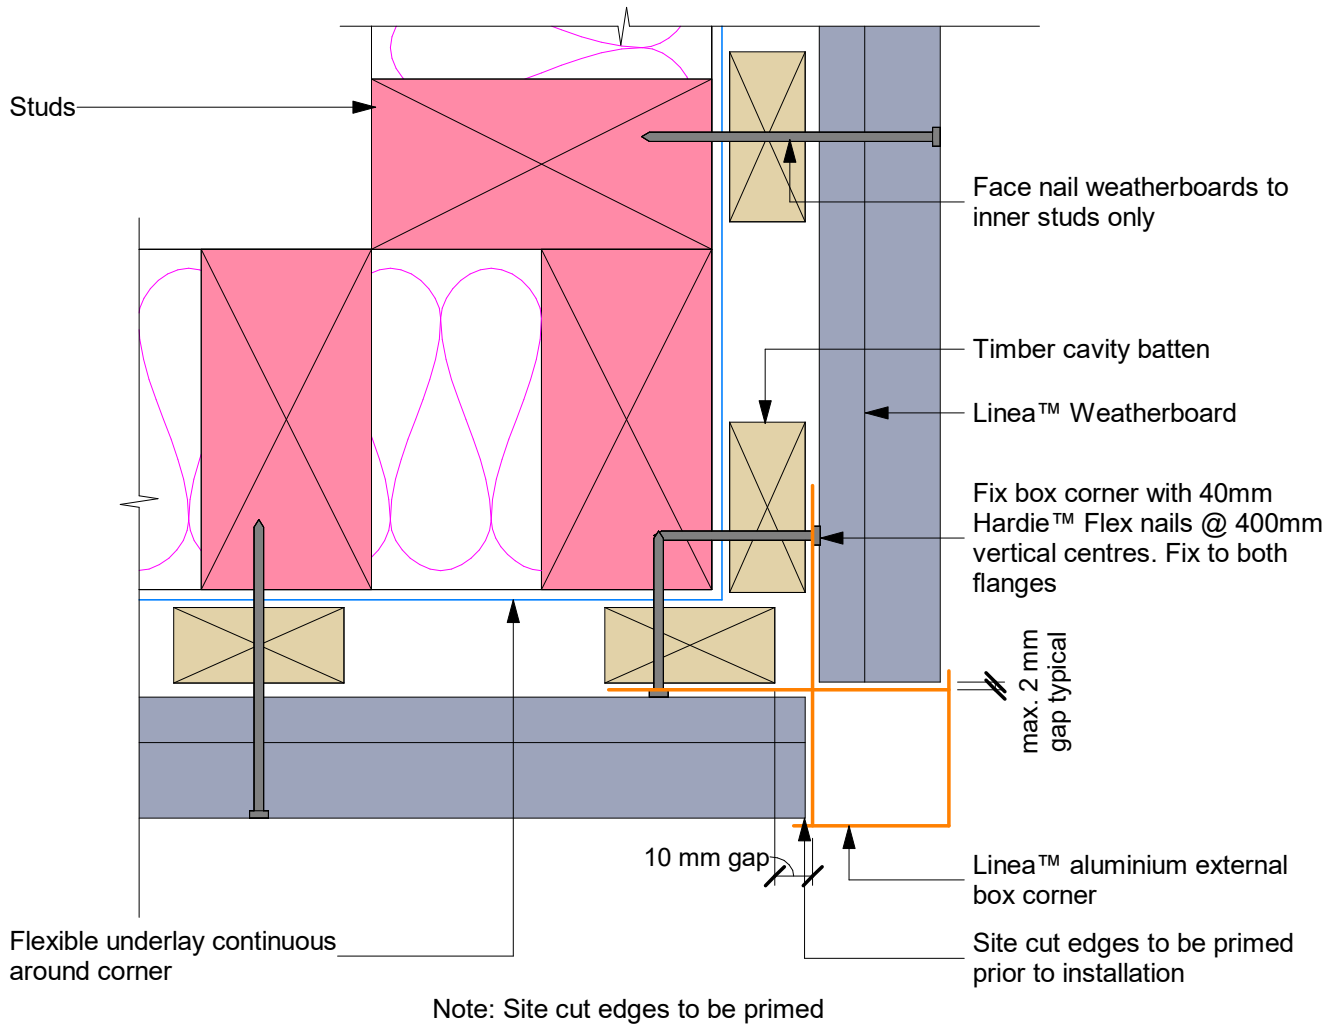 Studs
Face nail weatherboards to
inner studs only
Timber cavity batten
Linea™ Weatherboard
Fix box corner with 40mm
Hardie™ Flex nails @ 400mm
vertical centres. Fix to both
flanges
max. 2 mm
gap typical
10 mm gap
Linea™ aluminium external
box corner
Flexible underlay continuous
around corner
Site cut edges to be primed
prior to installation
Note: Site cut edges to be primed